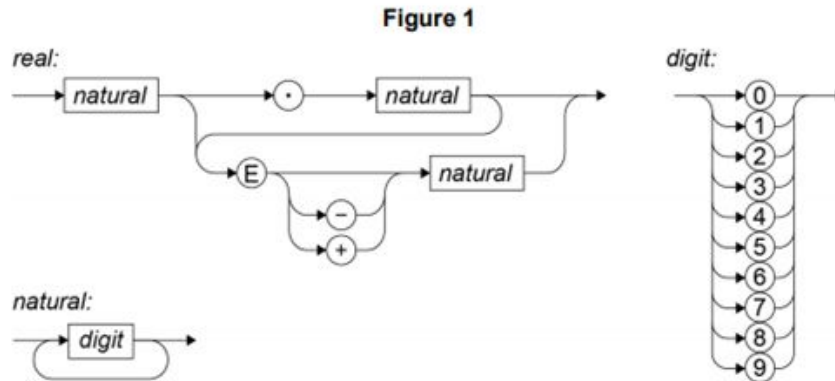 Figure 1
real:
natural . natural
E natural
−
+
natural:
digit
digit:
0
1
2
3
4
5
6
7
8
9